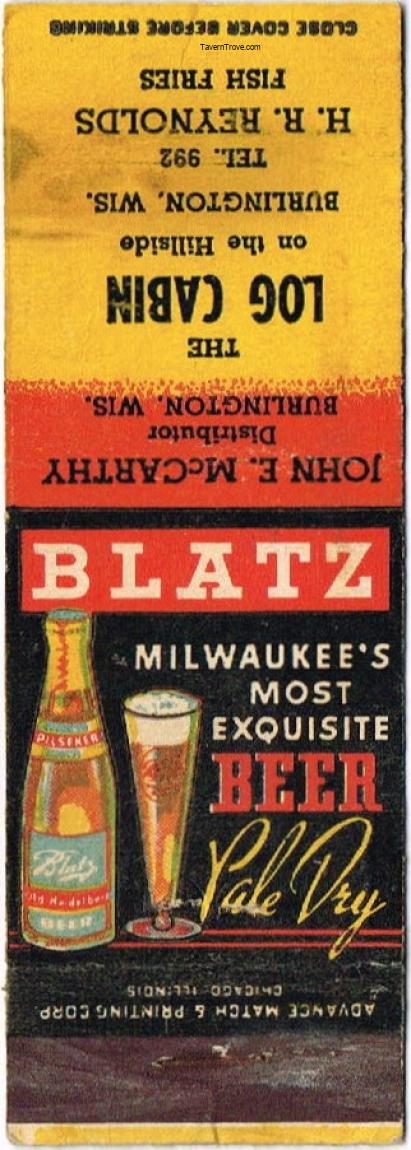 CLOSE COVER BEFORE STRIKING
TavernTrove.com
JOHN E. McCARTHY
Distributor
BURLINGTON, WIS.
THE
LOG CABIN
on the Hillside
BURLINGTON, WIS.
TEL. 992
H. R. REYNOLDS
FISH FRIES
BLATZ
MILWAUKEE'S
MOST
EXQUISITE
BEER
Pale Dry
PILSENER
Blatz
Old Heidelberg
BEER
ADVANCE MATCH & PRINTING CORP.
CHICAGO ILLINOIS